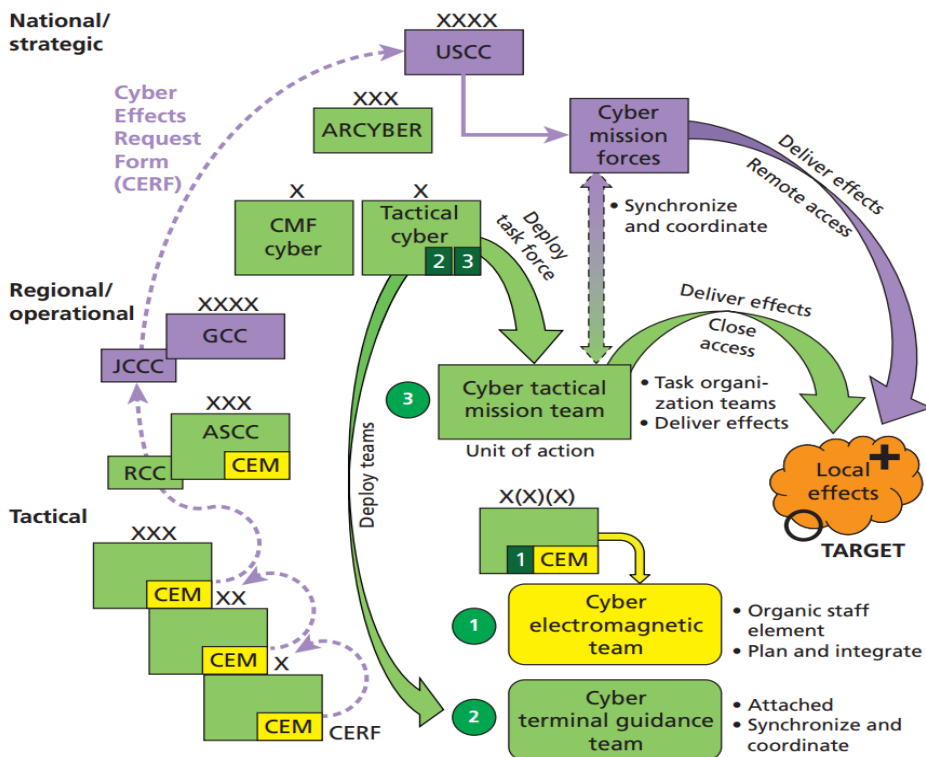 National/
strategic
XXXX
USCC
Cyber
Effects
Request
Form
(CERF)
XXX
ARCYBER
Cyber
mission
forces
Deliver effects
Remote access
X
CMF
cyber
X
Tactical
cyber
2 3
Deploy
task force
• Synchronize
and coordinate
Regional/
operational
XXXX
GCC
JCCC
Deliver effects
Close
access
3
Cyber tactical
mission team
Unit of action
• Task organi-
zation teams
• Deliver effects
XXX
ASCC
CEM
RCC
Deploy teams
Local
effects
TARGET
Tactical
XXX
CEM
XX
CEM
X
CEM
CERF
X(X)(X)
1 CEM
1
Cyber
electromagnetic
team
• Organic staff
element
• Plan and integrate
2
Cyber
terminal guidance
team
• Attached
• Synchronize and
coordinate